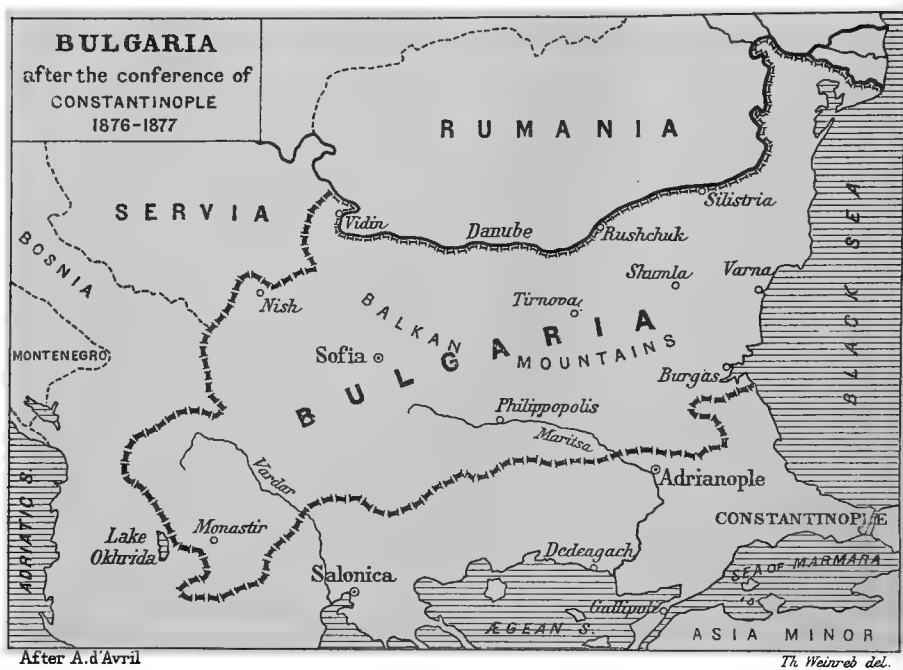 BULGARIA
after the conference of
CONSTANTINOPLE
1876-1877
RUMANIA
SERVIA
BOSNIA
MONTENEGRO
ADRIATIC S.
Vidin
Danube
Rushchuk
Silistria
Nish
Shumla
Varna
Tirnova
BALKAN
MOUNTAINS
Sofia
BULGARIA
Burgas
BLACK SEA
Philippopolis
Maritsa
Vardar
Adrianople
CONSTANTINOPLE
Lake
Okhrida
Monastir
Dedeagach
SEA OF MARMARA
Salonica
Gallipoli
ÆGEAN S.
ASIA MINOR
After A. d'Avril
Th Weinreb del.